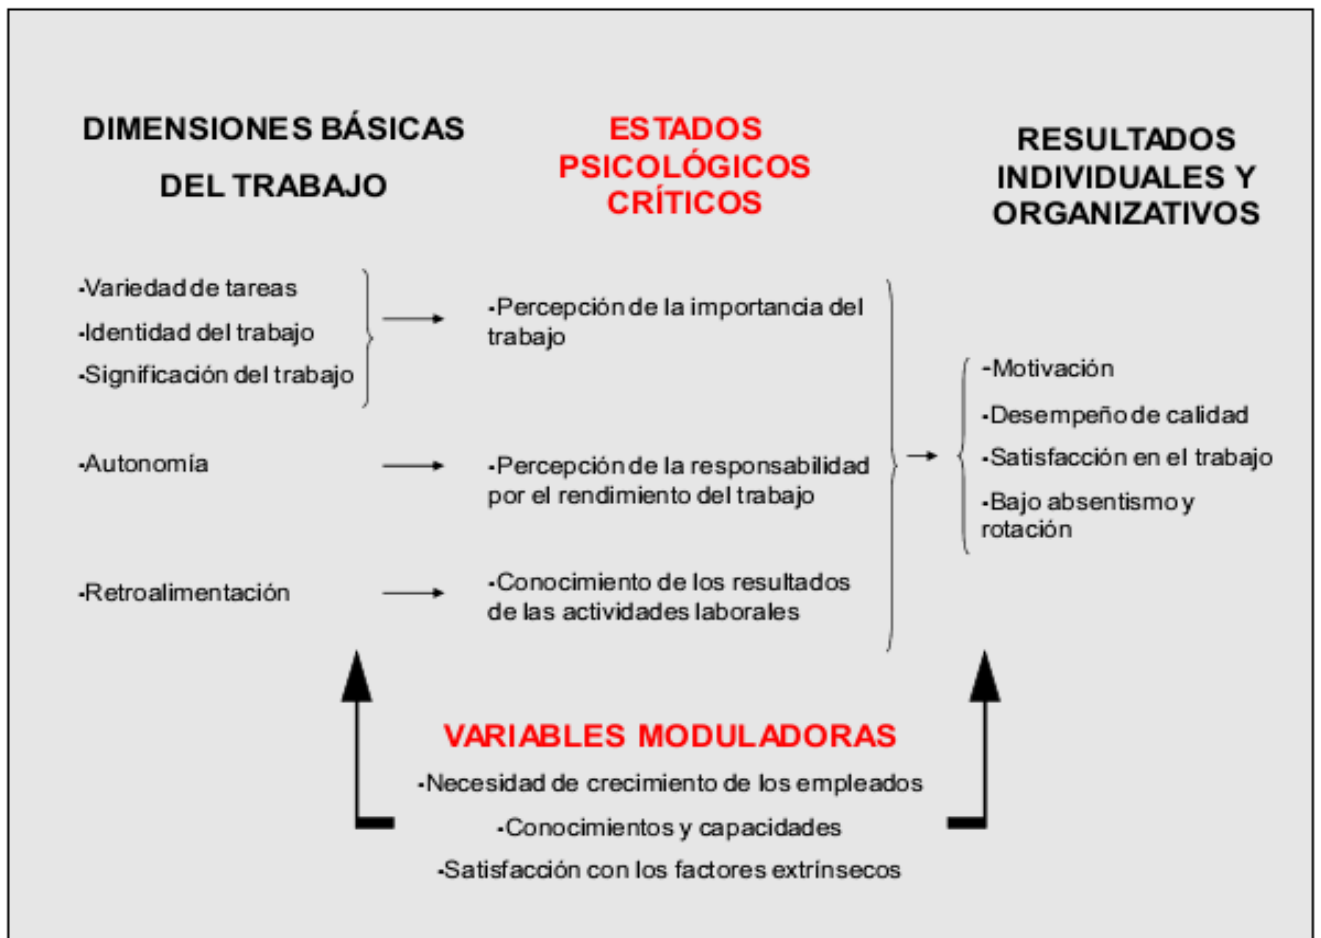 DIMENSIONES BÁSICAS
DEL TRABAJO
ESTADOS
PSICOLÓGICOS
CRÍTICOS
RESULTADOS
INDIVIDUALES Y
ORGANIZATIVOS
-Variedad de tareas
-Identidad del trabajo
-Significación del trabajo
-Autonomía
-Retroalimentación
-Percepción de la importancia del
trabajo
-Percepción de la responsabilidad
por el rendimiento del trabajo
-Conocimiento de los resultados
de las actividades laborales
-Motivación
-Desempeño de calidad
-Satisfacción en el trabajo
-Bajo absentismo y
rotación
VARIABLES MODULADORAS
-Necesidad de crecimiento de los empleados
-Conocimientos y capacidades
-Satisfacción con los factores extrínsecos